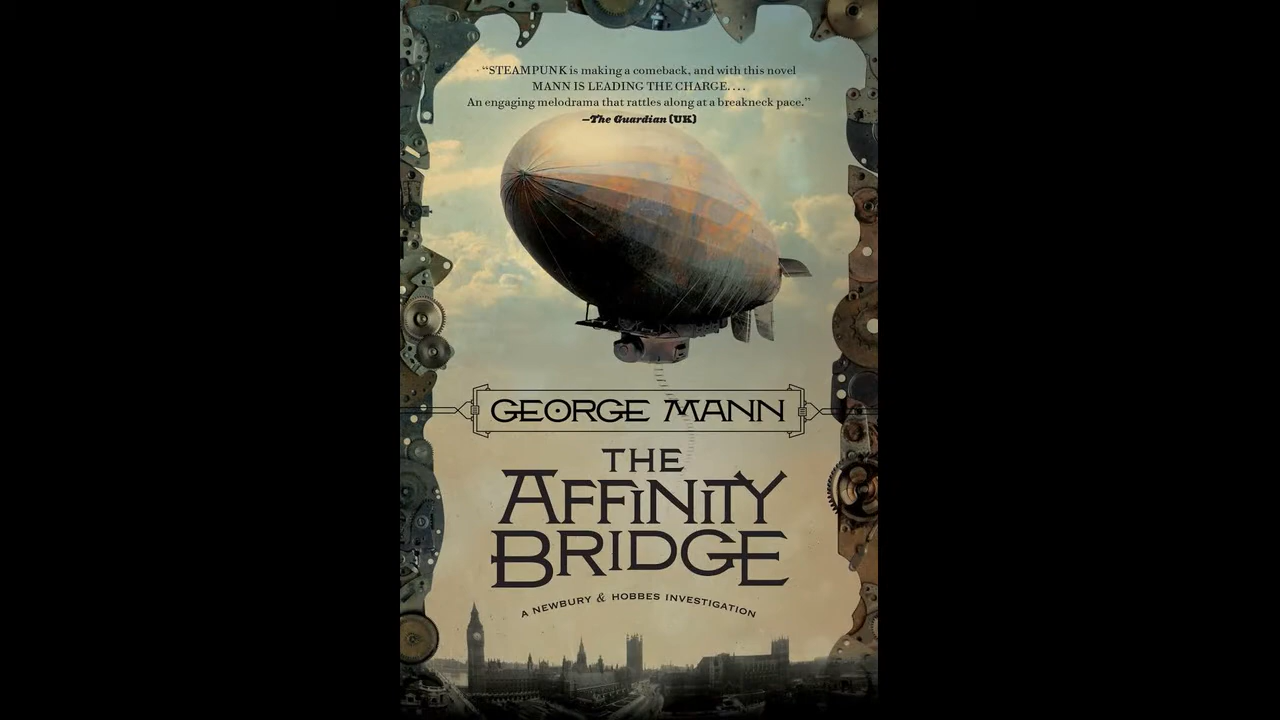 “STEAMPUNK is making a comeback, and with this novel
MANN IS LEADING THE CHARGE....
An engaging melodrama that rattles along at a breakneck pace.”
—The Guardian (UK)
GEORGE MANN
THE
AFFINITY
BRIDGE
A NEWBURY & HOBBES INVESTIGATION